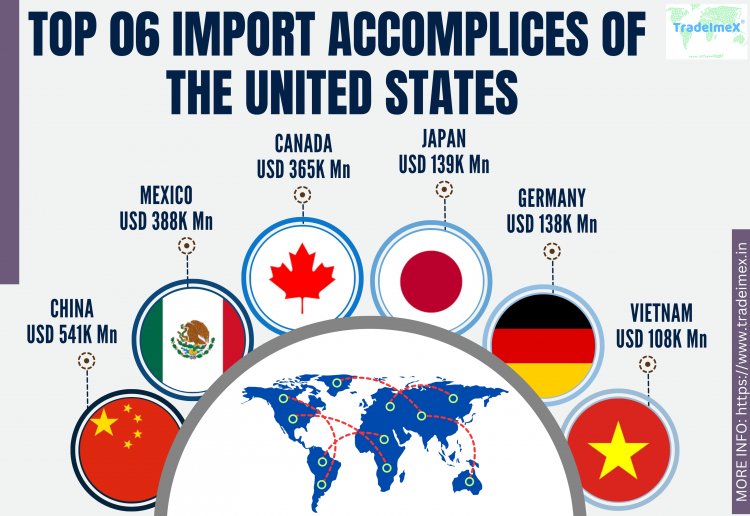 TOP 06 IMPORT ACCOMPLICES OF
THE UNITED STATES
TradeImeX®
CANADA
USD 365K Mn
JAPAN
USD 139K Mn
MEXICO
USD 388K Mn
GERMANY
USD 138K Mn
CHINA
USD 541K Mn
VIETNAM
USD 108K Mn
MORE INFO: https://www.tradeimex.in